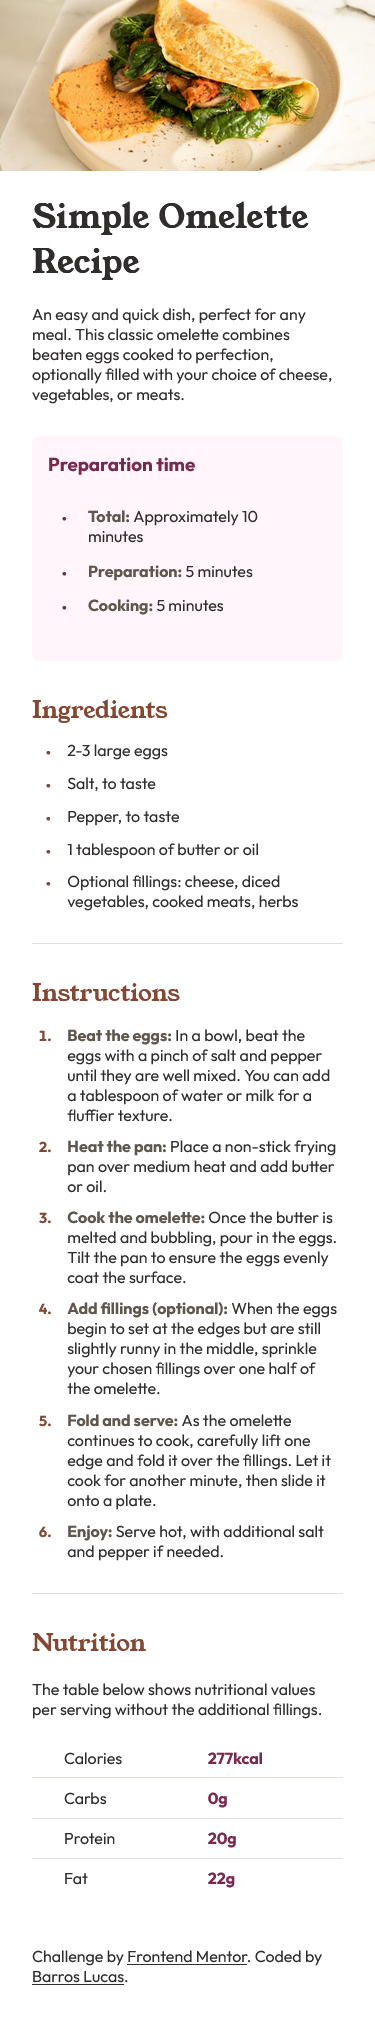 Simple Omelette
Recipe
An easy and quick dish, perfect for any
meal. This classic omelette combines
beaten eggs cooked to perfection,
optionally filled with your choice of cheese,
vegetables, or meats.
Preparation time
• Total: Approximately 10
minutes
• Preparation: 5 minutes
• Cooking: 5 minutes
Ingredients
• 2-3 large eggs
• Salt, to taste
• Pepper, to taste
• 1 tablespoon of butter or oil
• Optional fillings: cheese, diced
vegetables, cooked meats, herbs
Instructions
1. Beat the eggs: In a bowl, beat the
eggs with a pinch of salt and pepper
until they are well mixed. You can add
a tablespoon of water or milk for a
fluffier texture.
2. Heat the pan: Place a non-stick frying
pan over medium heat and add butter
or oil.
3. Cook the omelette: Once the butter is
melted and bubbling, pour in the eggs.
Tilt the pan to ensure the eggs evenly
coat the surface.
4. Add fillings (optional): When the eggs
begin to set at the edges but are still
slightly runny in the middle, sprinkle
your chosen fillings over one half of
the omelette.
5. Fold and serve: As the omelette
continues to cook, carefully lift one
edge and fold it over the fillings. Let it
cook for another minute, then slide it
onto a plate.
6. Enjoy: Serve hot, with additional salt
and pepper if needed.
Nutrition
The table below shows nutritional values
per serving without the additional fillings.
Calories 277kcal
Carbs 0g
Protein 20g
Fat 22g
Challenge by Frontend Mentor. Coded by
Barros Lucas.